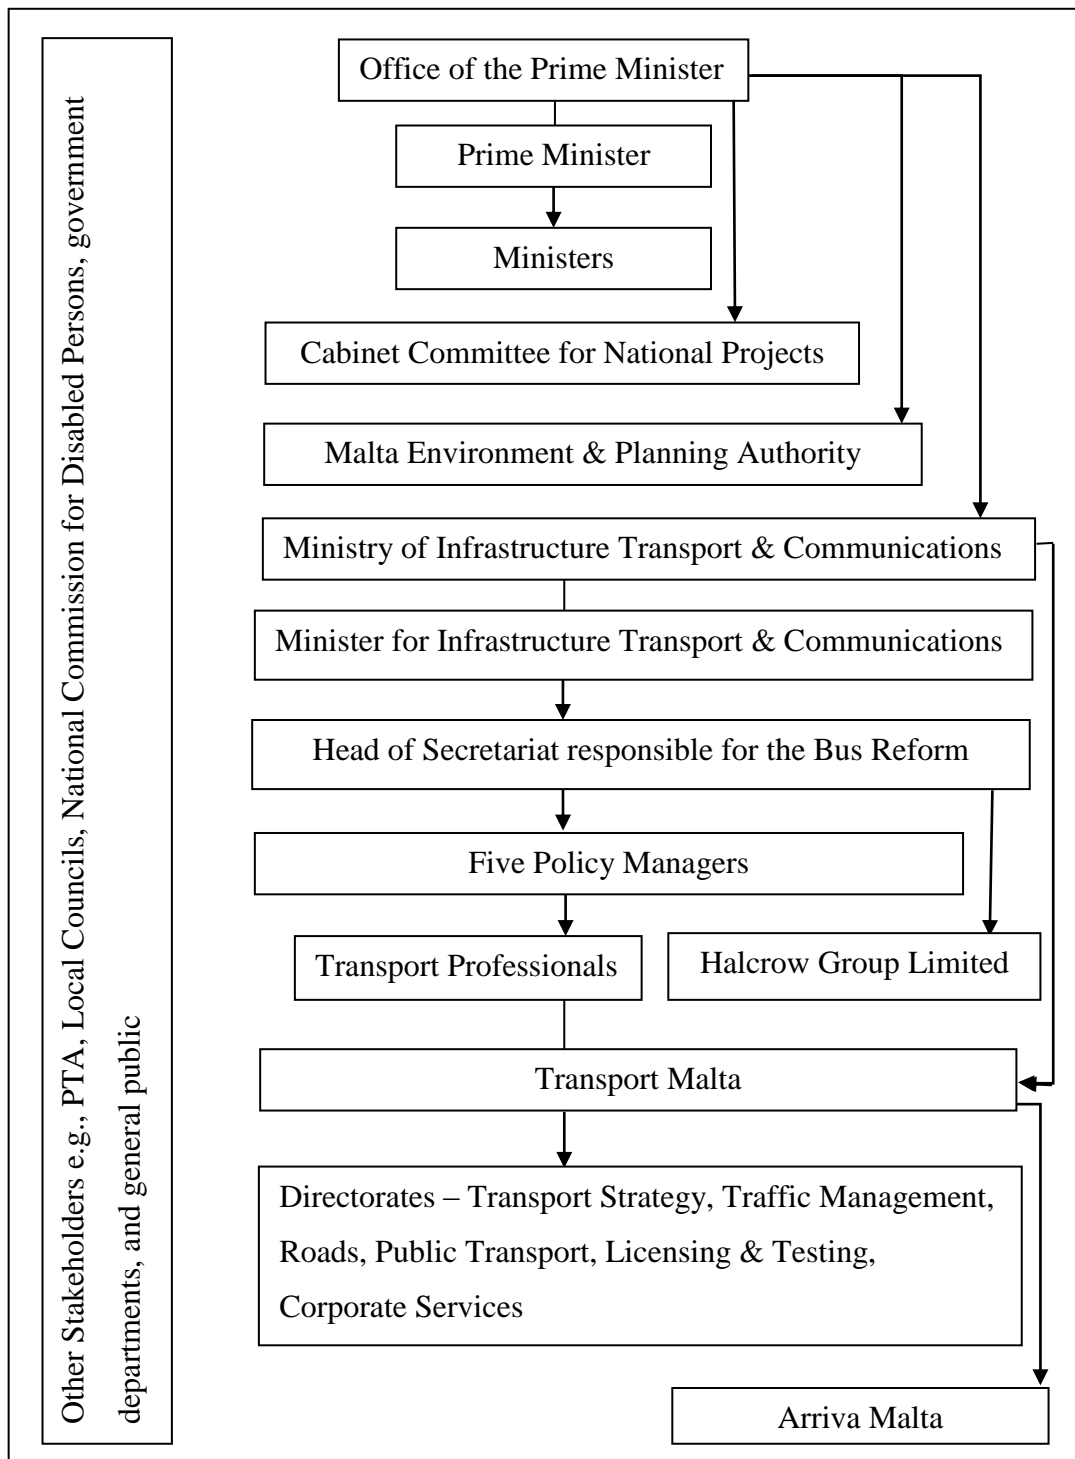 Other Stakeholders e.g., PTA, Local Councils, National Commission for Disabled Persons, government
departments, and general public
Office of the Prime Minister
Prime Minister
Ministers
Cabinet Committee for National Projects
Malta Environment & Planning Authority
Ministry of Infrastructure Transport & Communications
Minister for Infrastructure Transport & Communications
Head of Secretariat responsible for the Bus Reform
Five Policy Managers
Transport Professionals
Halcrow Group Limited
Transport Malta
Directorates – Transport Strategy, Traffic Management,
Roads, Public Transport, Licensing & Testing,
Corporate Services
Arriva Malta